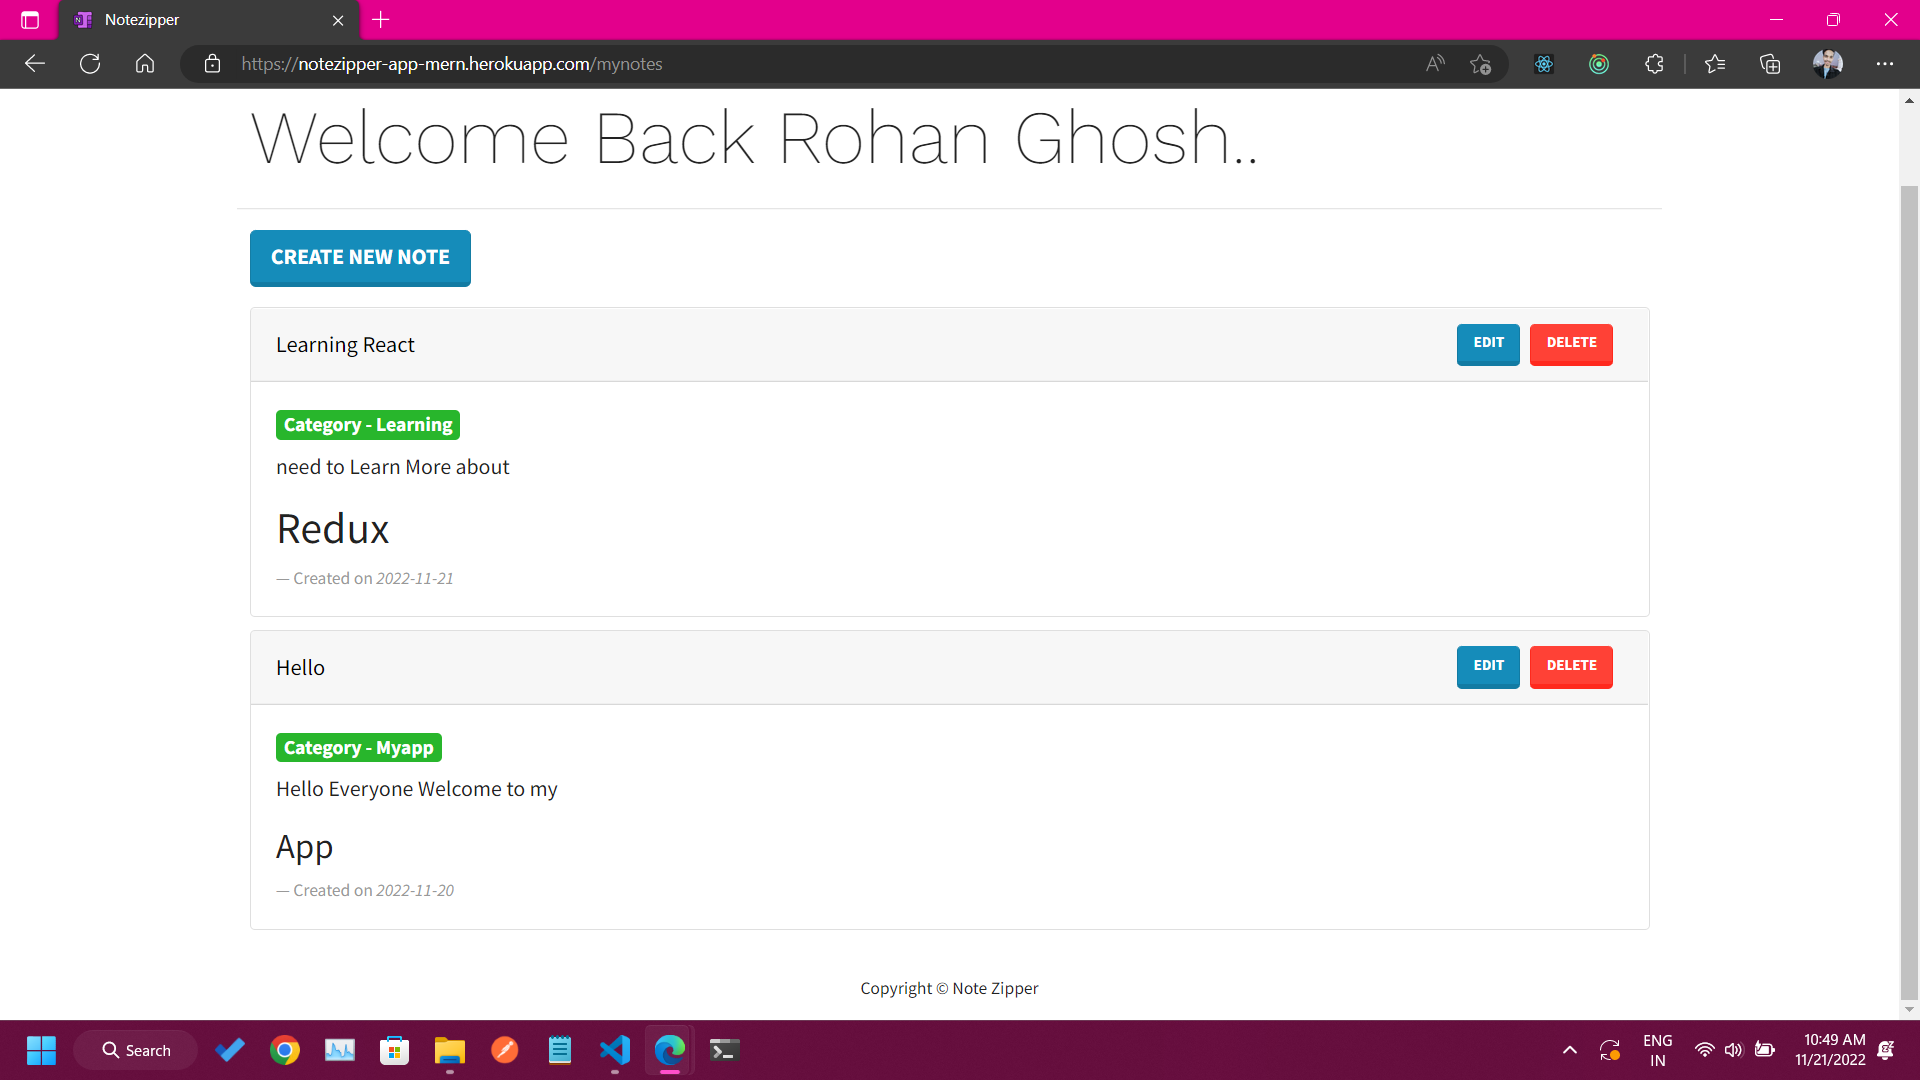 Notezipper
https://notezipper-app-mern.herokuapp.com/mynotes
Welcome Back Rohan Ghosh..
CREATE NEW NOTE
Learning React
EDIT DELETE
Category - Learning
need to Learn More about
Redux
— Created on 2022-11-21
Hello
EDIT DELETE
Category - Myapp
Hello Everyone Welcome to my
App
— Created on 2022-11-20
Copyright © Note Zipper
Search
ENG
IN
10:49 AM
11/21/2022